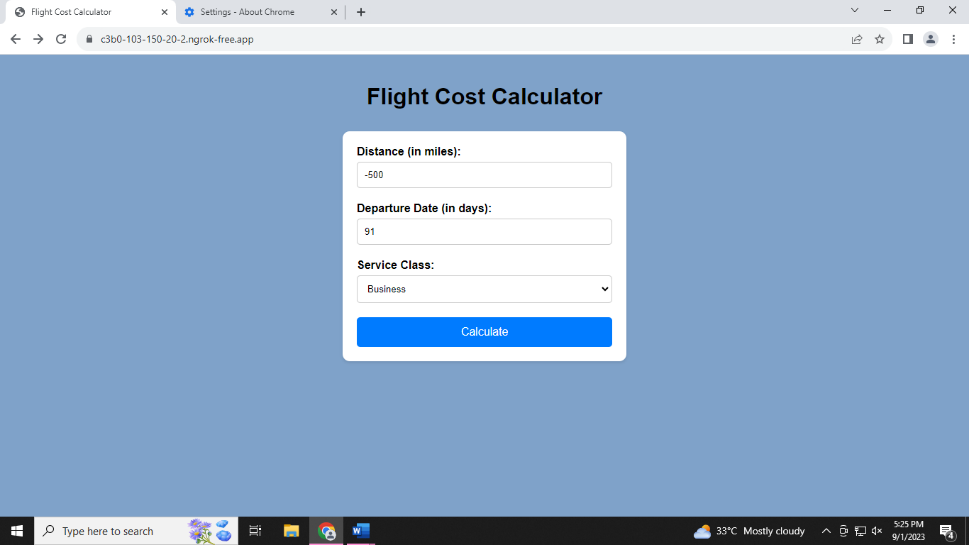 Flight Cost Calculator
Settings - About Chrome
c3b0-103-150-20-2.ngrok-free.app
Flight Cost Calculator
Distance (in miles):
-500
Departure Date (in days):
91
Service Class:
Business
Calculate
Type here to search
33°C Mostly cloudy
5:25 PM
9/1/2023
4